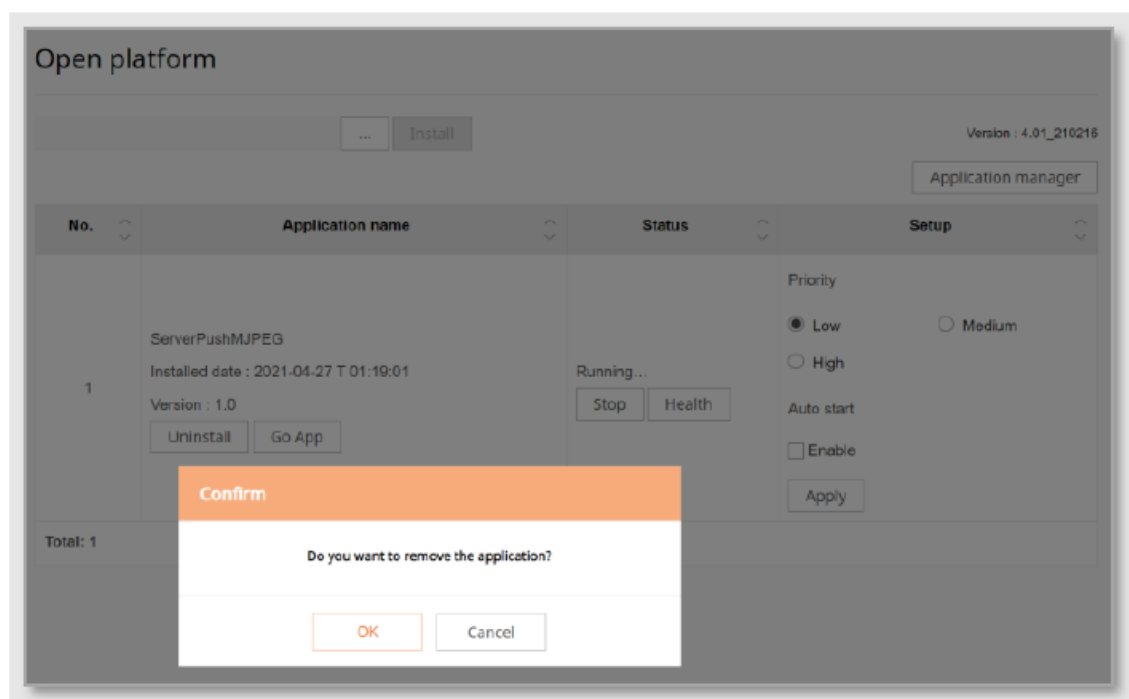 Open platform
... Install
Version : 4.01_210216
Application manager
No. Application name Status Setup
Priority
Low Medium
High
ServerPushMJPEG
Installed date : 2021-04-27 T 01:19:01
Version : 1.0
Uninstall Go App
1
Running...
Stop Health
Auto start
Enable
Apply
Total: 1
Confirm
Do you want to remove the application?
OK Cancel